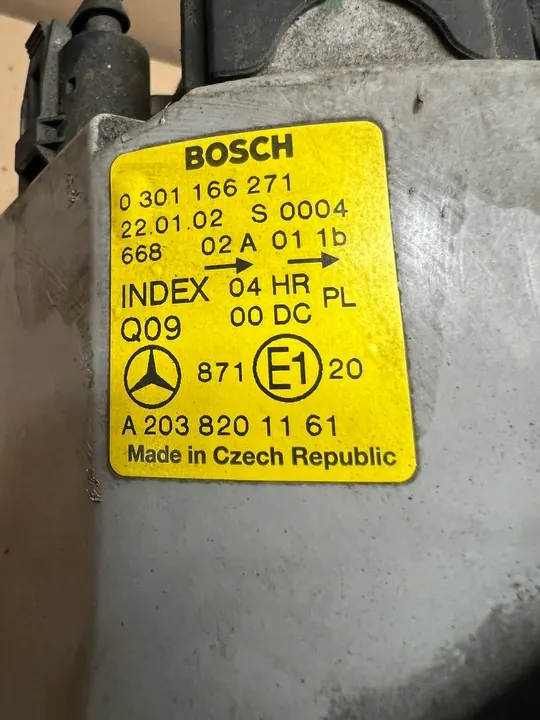 BOSCH
0 301 166 271
22.01.02 S 0004
668 02 A 01 1b
INDEX 04 HR PL
Q09 00 DC
871 E1 20
A 203 820 11 61
Made in Czech Republic